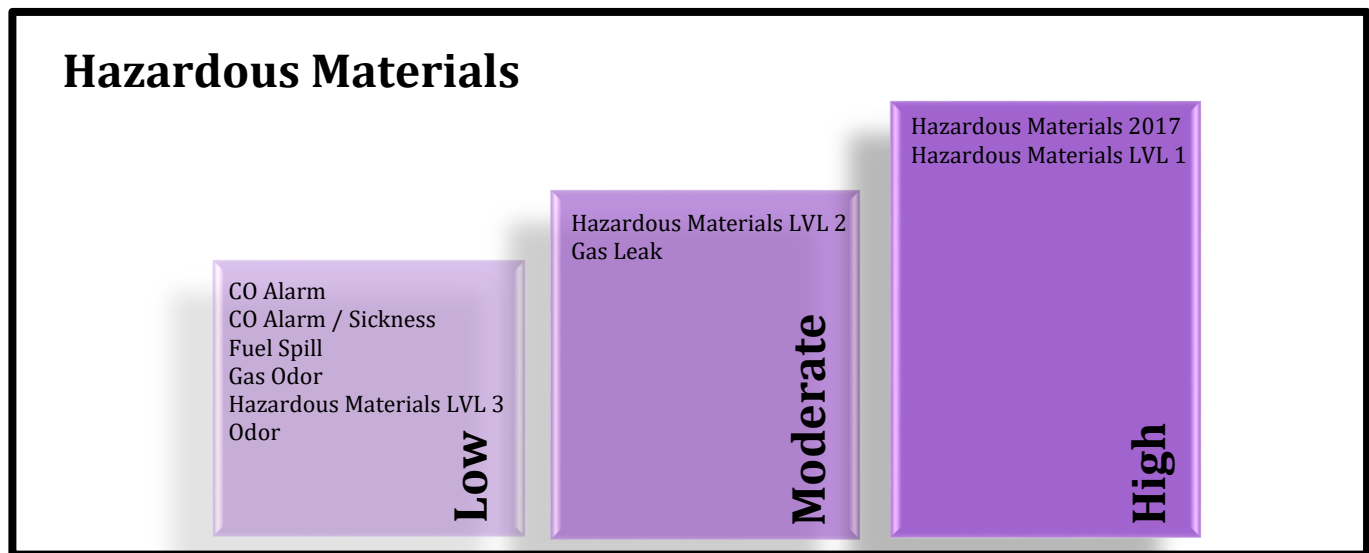 Hazardous Materials
CO Alarm
CO Alarm / Sickness
Fuel Spill
Gas Odor
Hazardous Materials LVL 3
Odor
Low
Hazardous Materials LVL 2
Gas Leak
Moderate
Hazardous Materials 2017
Hazardous Materials LVL 1
High